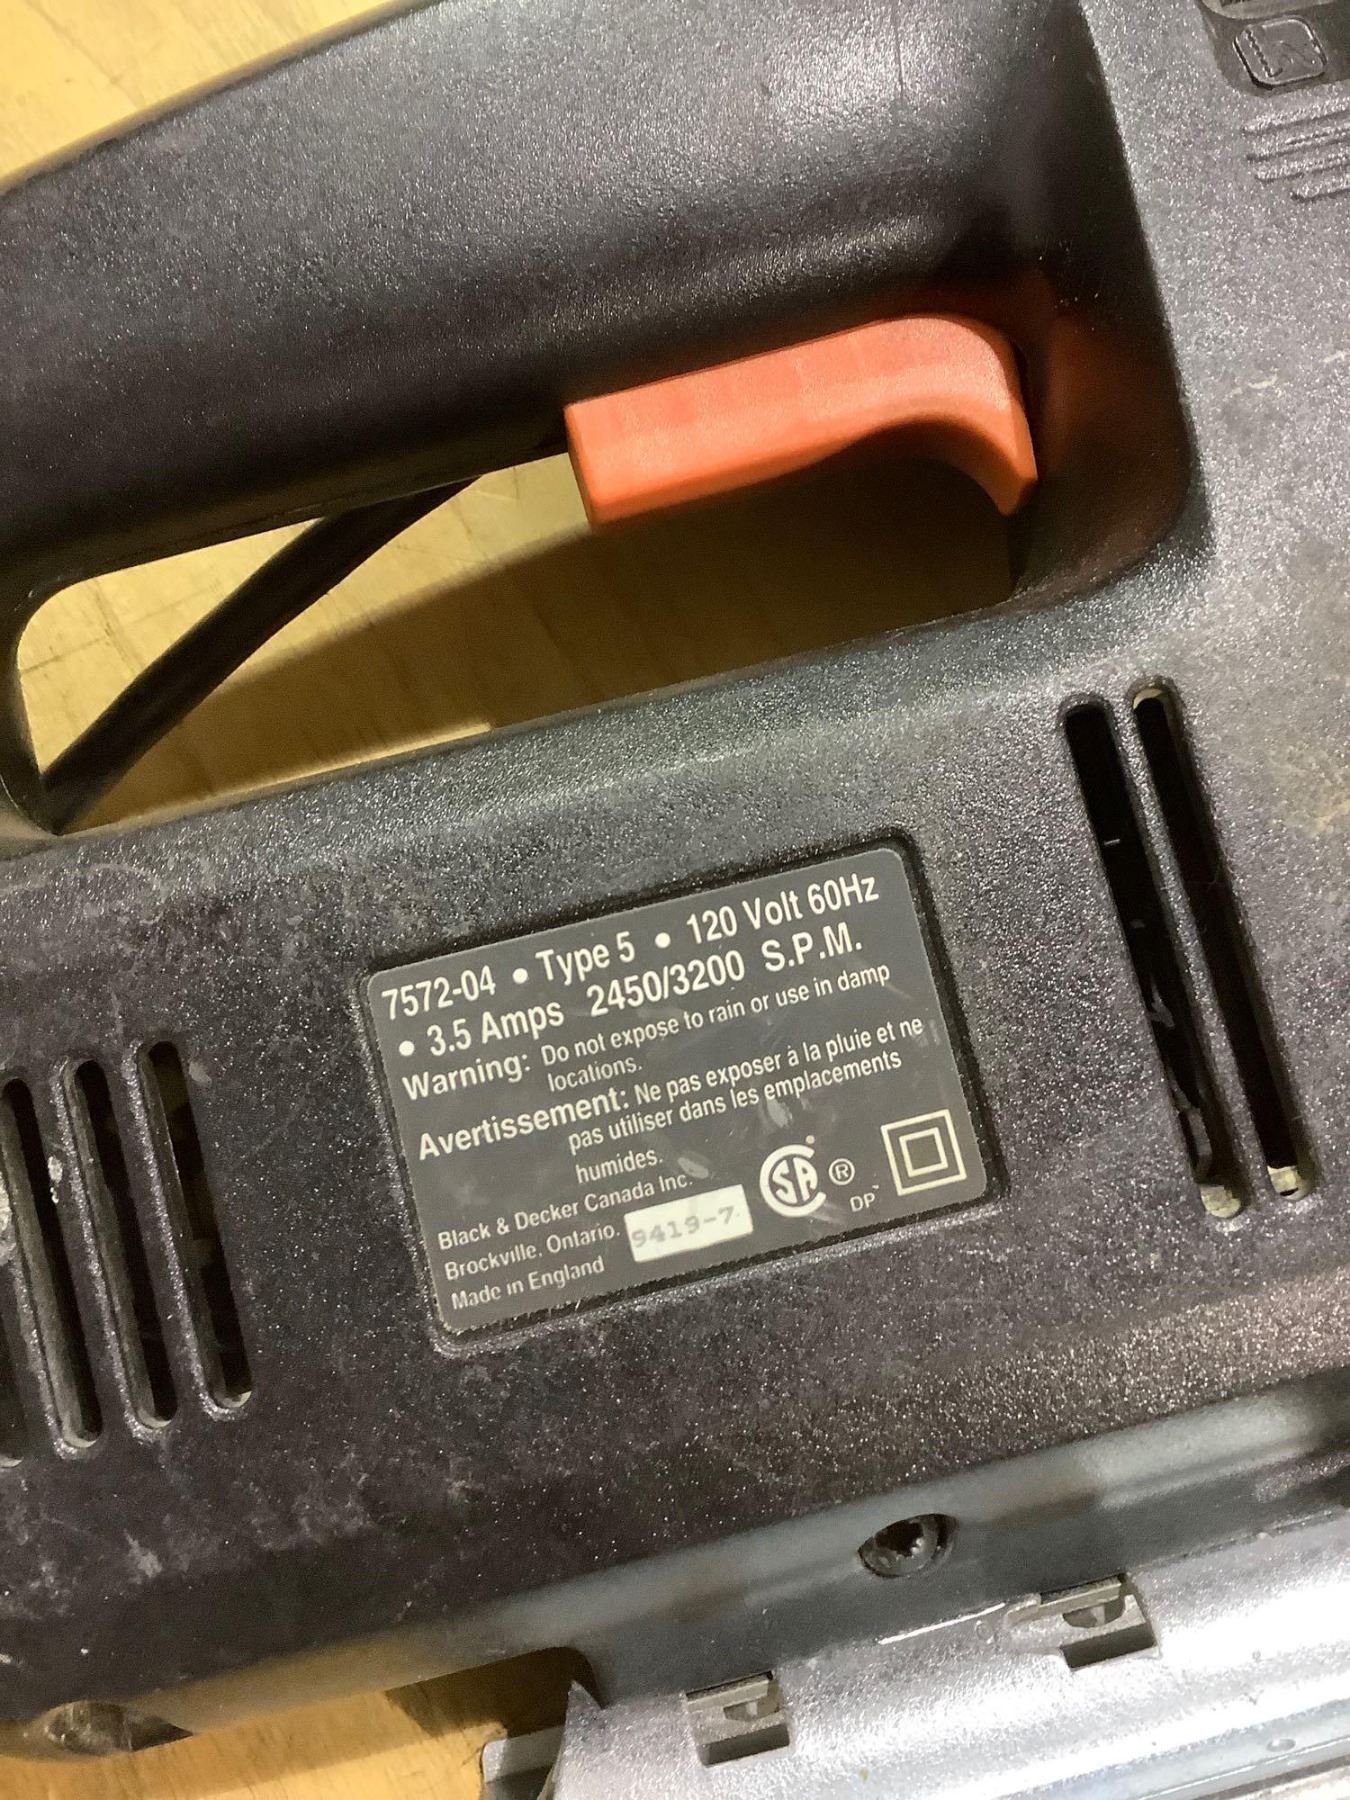 7572-04 • Type 5 • 120 Volt 60Hz
• 3.5 Amps 2450/3200 S.P.M.
Warning: Do not expose to rain or use in damp
locations.
Avertissement: Ne pas exposer à la pluie et ne
pas utiliser dans les emplacements
humides.
Black & Decker Canada Inc.
Brockville, Ontario.
Made in England
9419-7
SA ®
DP